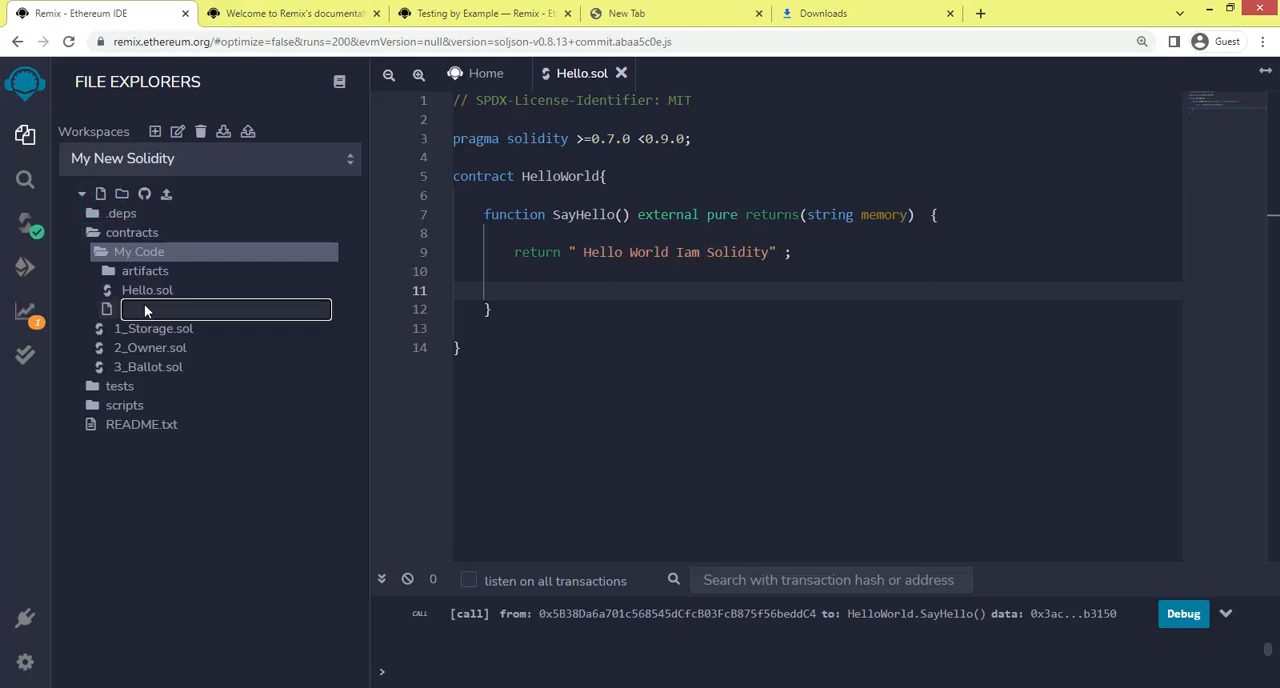 Remix - Ethereum IDE
Welcome to Remix's documentat
Testing by Example — Remix - Et
New Tab
Downloads
remix.ethereum.org/#optimize=false&runs=200&evmVersion=null&version=soljson-v0.8.13+commit.abaa5c0e.js
Guest
FILE EXPLORERS
Home
Hello.sol
Workspaces
My New Solidity
.deps
contracts
My Code
artifacts
Hello.sol
1_Storage.sol
2_Owner.sol
3_Ballot.sol
tests
scripts
README.txt
1
1 // SPDX-License-Identifier: MIT
2
3 pragma solidity >=0.7.0 <0.9.0;
4
5 contract HelloWorld{
6
7 function SayHello() external pure returns(string memory) {
8
9 return " Hello World Iam Solidity" ;
10
11
12 }
13
14 }
0 listen on all transactions Search with transaction hash or address
CALL [call] from: 0x5B38Da6a701c568545dCfcB03FcB875f56beddC4 to: HelloWorld.SayHello() data: 0x3ac...b3150 Debug
>